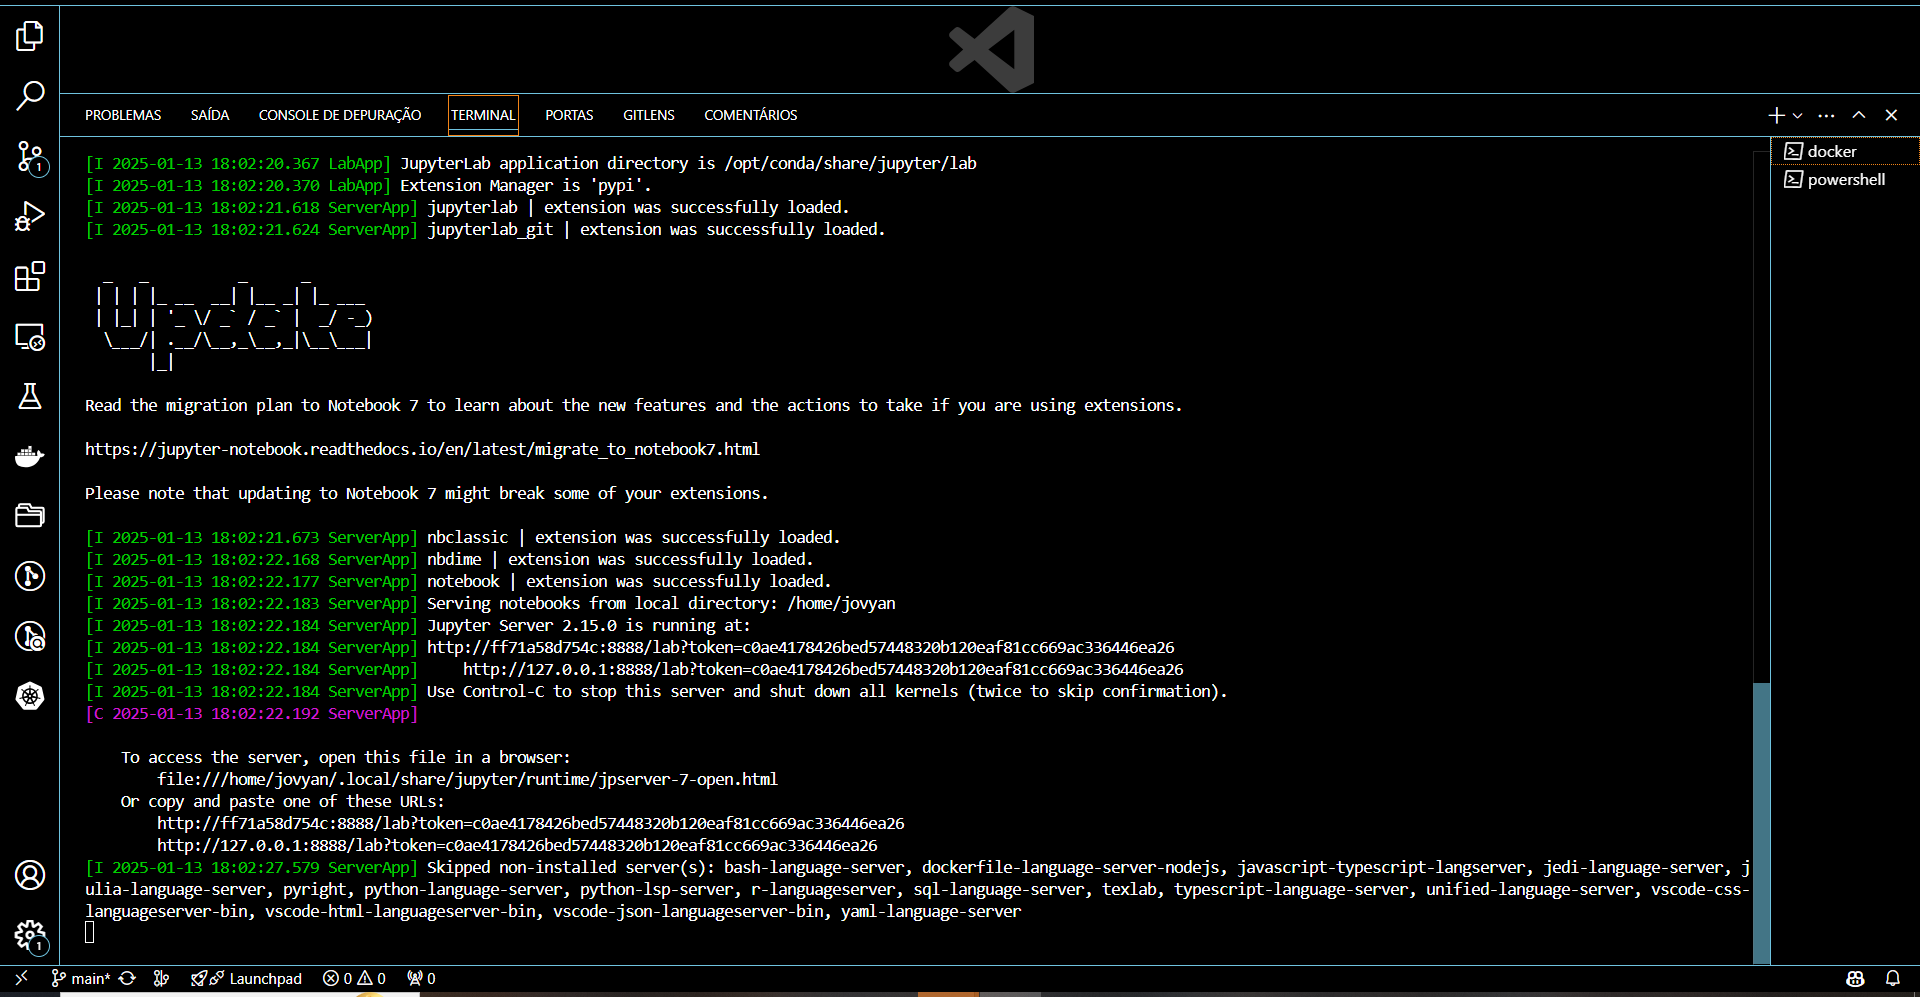 PROBLEMAS SAÍDA CONSOLE DE DEPURAÇÃO TERMINAL PORTAS GITLENS COMENTÁRIOS
docker
powershell
[I 2025-01-13 18:02:20.367 LabApp] JupyterLab application directory is /opt/conda/share/jupyter/lab
[I 2025-01-13 18:02:20.370 LabApp] Extension Manager is 'pypi'.
[I 2025-01-13 18:02:21.618 ServerApp] jupyterlab | extension was successfully loaded.
[I 2025-01-13 18:02:21.624 ServerApp] jupyterlab_git | extension was successfully loaded.
Update
Read the migration plan to Notebook 7 to learn about the new features and the actions to take if you are using extensions.
https://jupyter-notebook.readthedocs.io/en/latest/migrate_to_notebook7.html
Please note that updating to Notebook 7 might break some of your extensions.
[I 2025-01-13 18:02:21.673 ServerApp] nbclassic | extension was successfully loaded.
[I 2025-01-13 18:02:22.168 ServerApp] nbdime | extension was successfully loaded.
[I 2025-01-13 18:02:22.177 ServerApp] notebook | extension was successfully loaded.
[I 2025-01-13 18:02:22.183 ServerApp] Serving notebooks from local directory: /home/jovyan
[I 2025-01-13 18:02:22.184 ServerApp] Jupyter Server 2.15.0 is running at:
[I 2025-01-13 18:02:22.184 ServerApp] http://ff71a58d754c:8888/lab?token=c0ae4178426bed57448320b120eaf81cc669ac336446ea26
[I 2025-01-13 18:02:22.184 ServerApp]     http://127.0.0.1:8888/lab?token=c0ae4178426bed57448320b120eaf81cc669ac336446ea26
[I 2025-01-13 18:02:22.184 ServerApp] Use Control-C to stop this server and shut down all kernels (twice to skip confirmation).
[C 2025-01-13 18:02:22.192 ServerApp]
To access the server, open this file in a browser:
file:///home/jovyan/.local/share/jupyter/runtime/jpserver-7-open.html
Or copy and paste one of these URLs:
http://ff71a58d754c:8888/lab?token=c0ae4178426bed57448320b120eaf81cc669ac336446ea26
http://127.0.0.1:8888/lab?token=c0ae4178426bed57448320b120eaf81cc669ac336446ea26
[I 2025-01-13 18:02:27.579 ServerApp] Skipped non-installed server(s): bash-language-server, dockerfile-language-server-nodejs, javascript-typescript-langserver, jedi-language-server, j
ulia-language-server, pyright, python-language-server, python-lsp-server, r-languageserver, sql-language-server, texlab, typescript-language-server, unified-language-server, vscode-css-
languageserver-bin, vscode-html-languageserver-bin, vscode-json-languageserver-bin, yaml-language-server
1
1
main* Launchpad 0 0 0